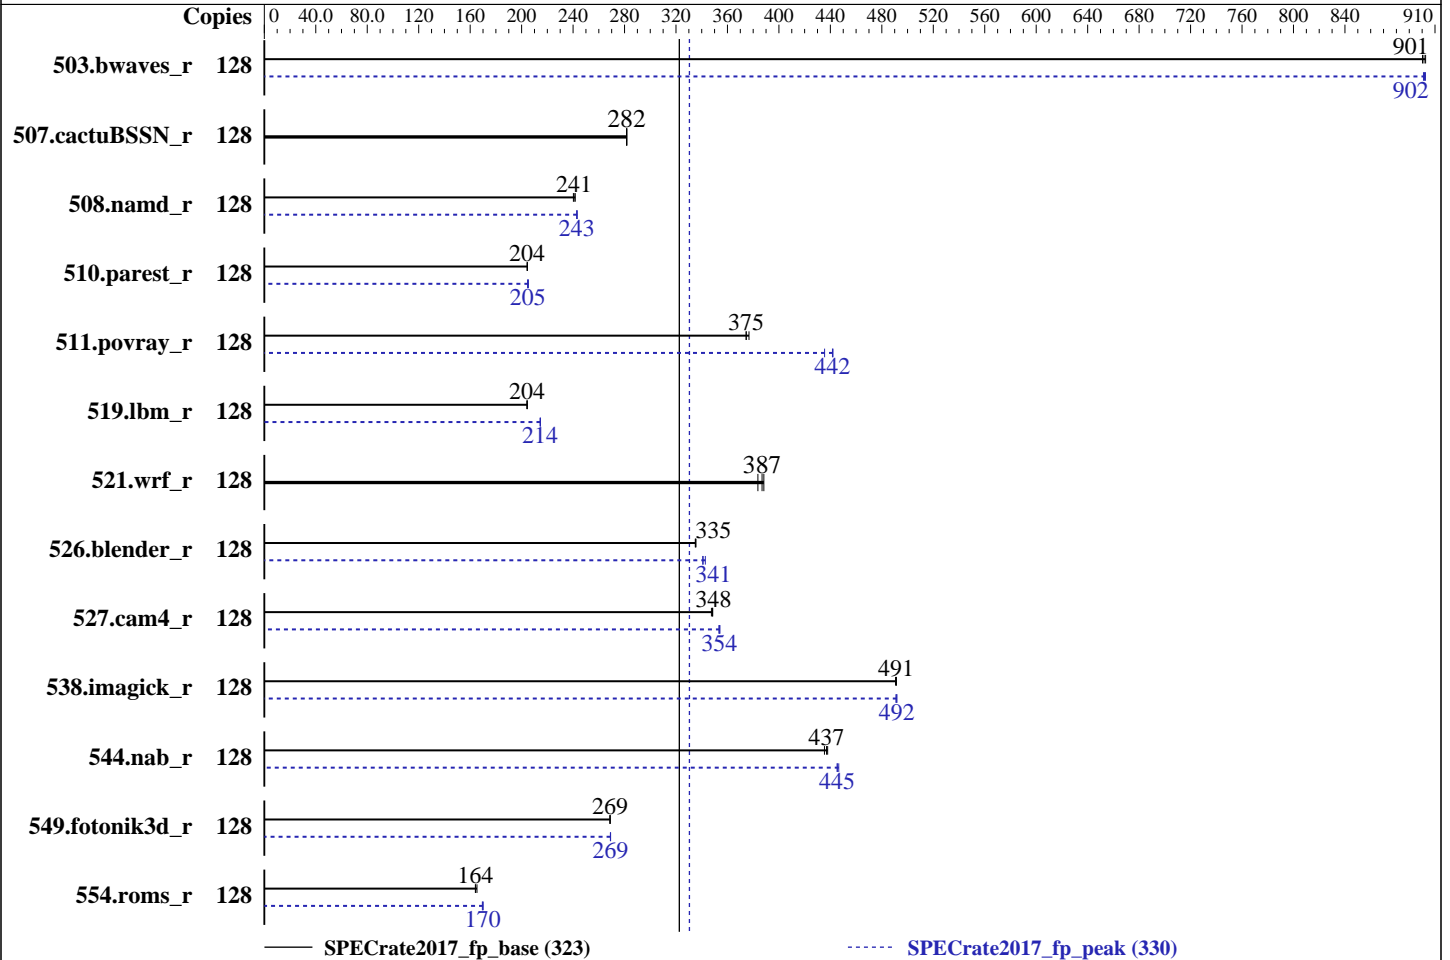 Copies 0 40.0 80.0 120 160 200 240 280 320 360 400 440 480 520 560 600 640 680 720 760 800 840 910
901
503.bwaves_r 128
902
282
507.cactuBSSN_r 128
241
508.namd_r 128
243
204
510.parest_r 128
205
375
511.povray_r 128
442
204
519.lbm_r 128
214
387
521.wrf_r 128
335
526.blender_r 128
341
348
527.cam4_r 128
354
491
538.imagick_r 128
492
437
544.nab_r 128
445
269
549.fotonik3d_r 128
269
164
554.roms_r 128
170
SPECrate2017_fp_base (323) SPECrate2017_fp_peak (330)